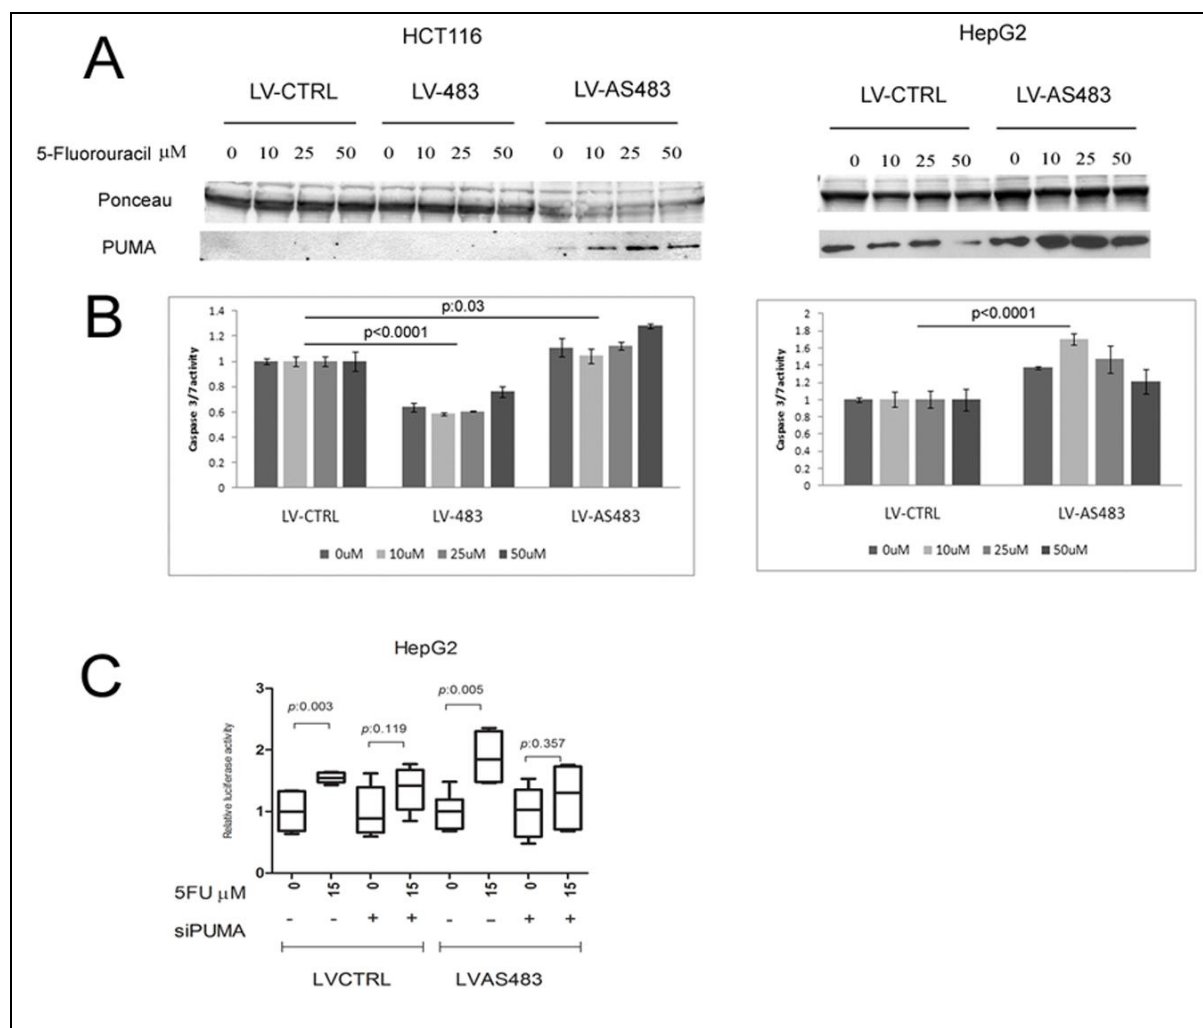 A
HCT116
HepG2
LV-CTRL LV-483 LV-AS483
LV-CTRL LV-AS483
5-Fluorouracil μM 0 10 25 50 0 10 25 50 0 10 25 50
0 10 25 50 0 10 25 50
Ponceau
PUMA
B
p:0.03
p<0.0001
1.4
1.2
1
0.8
0.6
0.4
0.2
0
Caspase 3/7 activity
LV-CTRL LV-483 LV-AS483
0uM 10uM 25uM 50uM
p<0.0001
2
1.8
1.6
1.4
1.2
1
0.8
0.6
0.4
0.2
0
Caspase 3/7 activity
LV-CTRL LV-AS483
0uM 10uM 25uM 50uM
C
HepG2
p:0.003
p:0.119
p:0.005
p:0.357
3
2
1
0
Relative luciferase activity
5FU μM 0 15 0 15 0 15 0 15
siPUMA - - + + - - + +
LVCTRL LVAS483